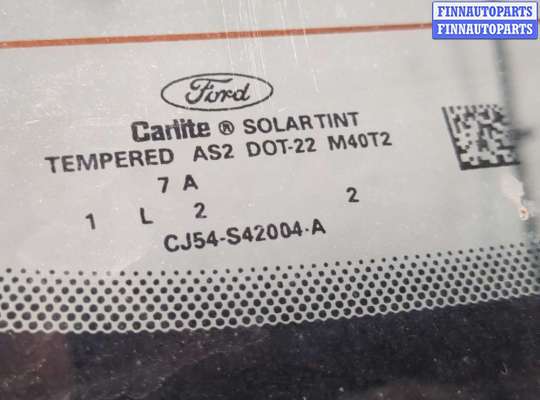 FINNAUTOPARTS
FINNAUTOPARTS
Ford
Carlite ® SOLARTINT
TEMPERED AS2 DOT-22 M40T2
7 A
1 L 2 2
CJ54-S42004-A